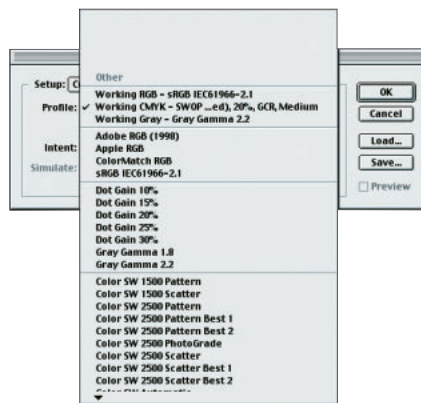 Other
Working RGB - sRGB IEC61966-2.1
Working CMYK - SWOP ...ed), 20%, GCR, Medium
Working Gray - Gray Gamma 2.2
Adobe RGB (1998)
Apple RGB
ColorMatch RGB
sRGB IEC61966-2.1
Dot Gain 10%
Dot Gain 15%
Dot Gain 20%
Dot Gain 25%
Dot Gain 30%
Gray Gamma 1.8
Gray Gamma 2.2
Color SW 1500 Pattern
Color SW 1500 Scatter
Color SW 2500 Pattern
Color SW 2500 Pattern Best 1
Color SW 2500 Pattern Best 2
Color SW 2500 PhotoGrade
Color SW 2500 Scatter
Color SW 2500 Scatter Best 1
Color SW 2500 Scatter Best 2
Setup:
Profile:
Intent:
Simulate:
OK
Cancel
Load...
Save...
Preview